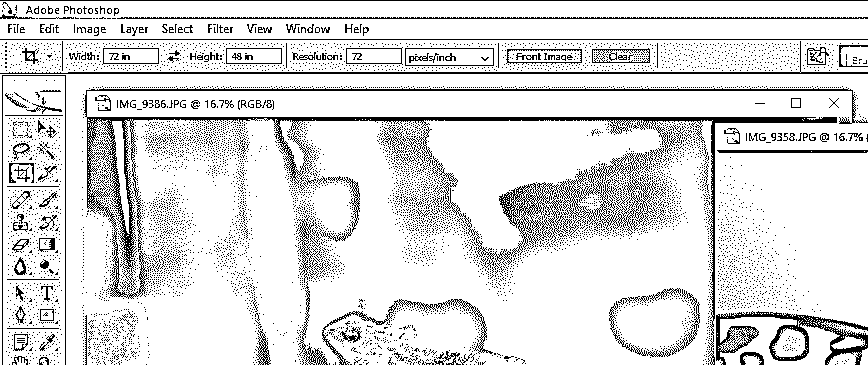 Adobe Photoshop
File Edit Image Layer Select Filter View Window Help
Width: 72 in Height: 48 in Resolution: 72 pixels/inch Front Image Clear
IMG_9386.JPG @ 16.7% (RGB/8)
IMG_9358.JPG @ 16.7%